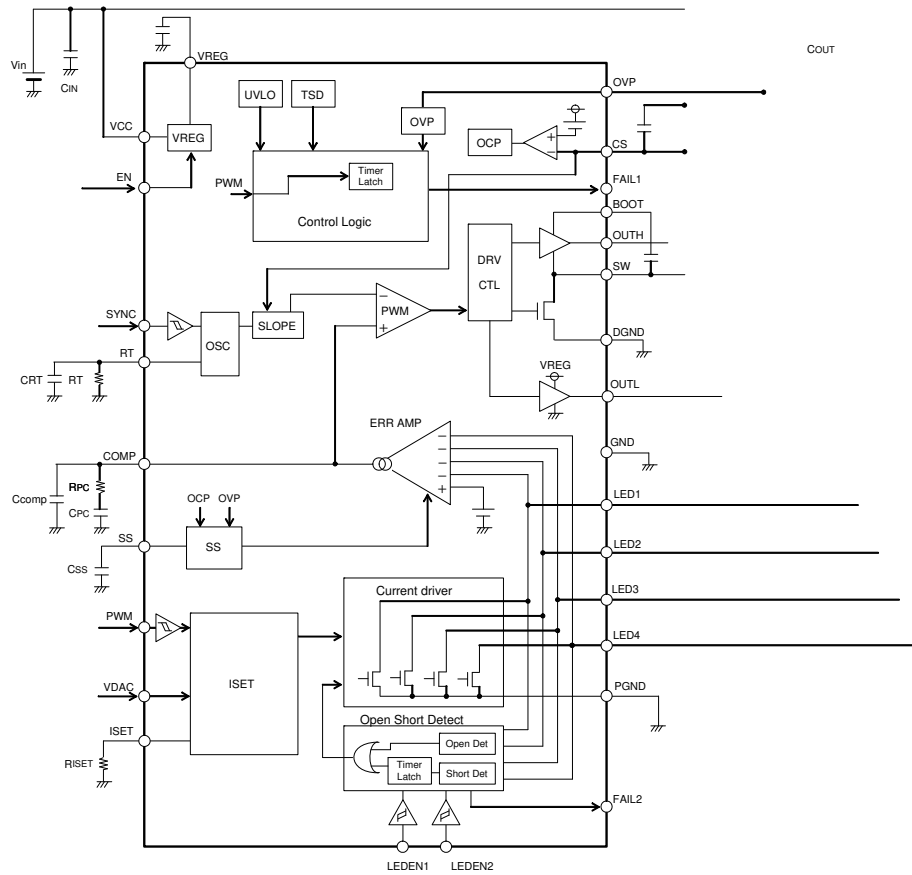 COUT
Vin
CIN
VREG
VCC
VREG
UVLO
TSD
OVP
OVP
OCP
CS
EN
PWM
Timer
Latch
Control Logic
FAIL1
BOOT
OUTH
SW
DRV
CTL
SYNC
OSC
SLOPE
PWM
DGND
RT
CRT
RT
VREG
OUTL
ERR AMP
GND
COMP
Ccomp
RPC
CPC
OCP
OVP
LED1
SS
SS
CSS
LED2
Current driver
LED3
PWM
LED4
ISET
VDAC
PGND
ISET
RISET
Open Short Detect
Open Det
Timer
Latch
Short Det
FAIL2
LEDEN1
LEDEN2